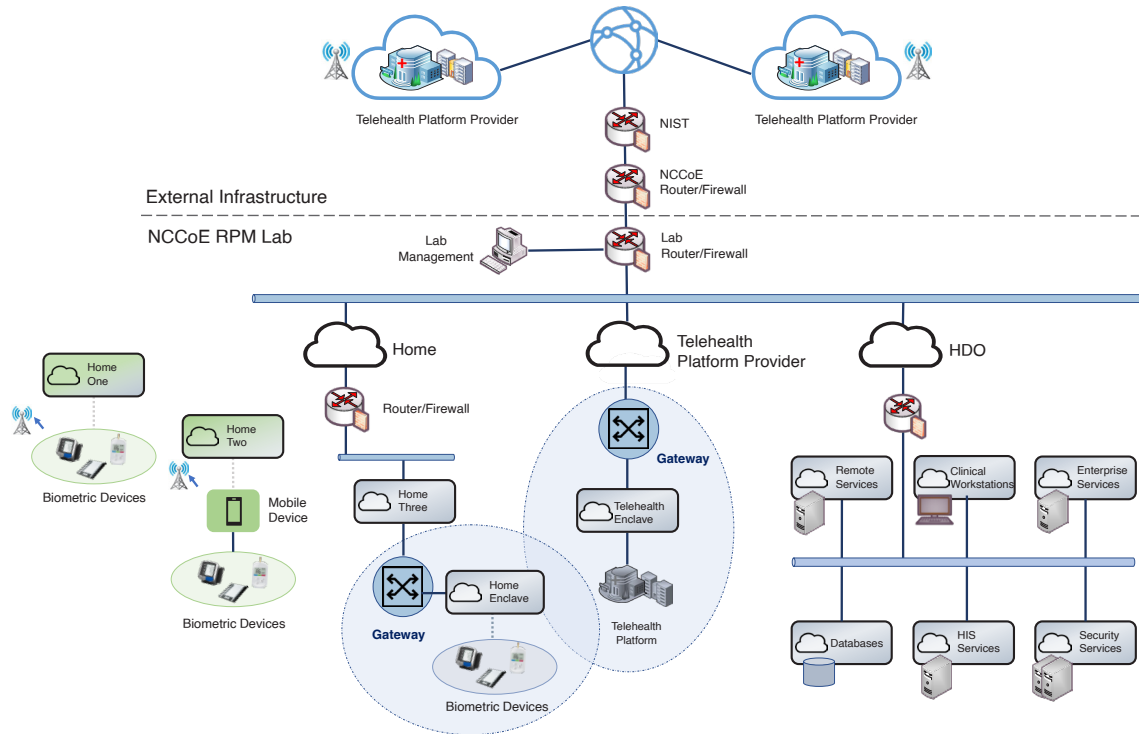 Telehealth Platform Provider
Telehealth Platform Provider
NIST
NCCoE
Router/Firewall
External Infrastructure
NCCoE RPM Lab
Lab
Management
Lab
Router/Firewall
Home
Telehealth
Platform Provider
HDO
Home
One
Router/Firewall
Biometric Devices
Home
Two
Mobile
Device
Biometric Devices
Home
Three
Gateway
Home
Enclave
Biometric Devices
Gateway
Telehealth
Enclave
Telehealth
Platform
Remote
Services
Clinical
Workstations
Enterprise
Services
Databases
HIS
Services
Security
Services